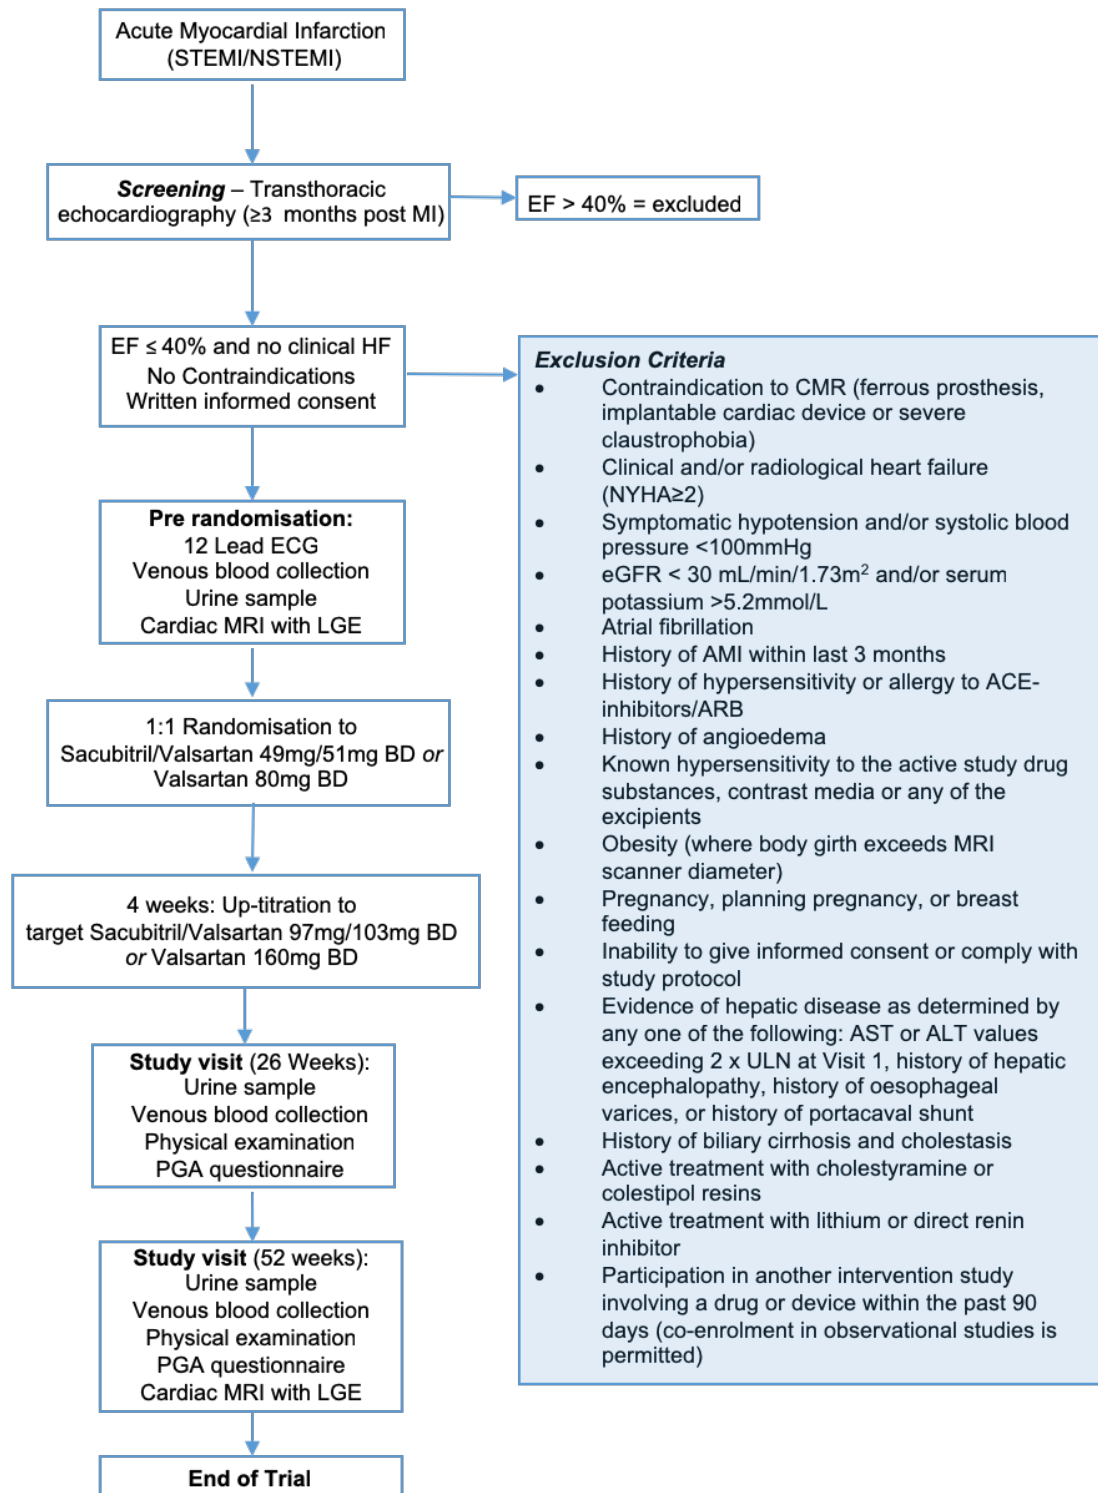 Acute Myocardial Infarction
(STEMI/NSTEMI)
Screening – Transthoracic
echocardiography (≥3 months post MI)
EF > 40% = excluded
EF ≤ 40% and no clinical HF
No Contraindications
Written informed consent
Exclusion Criteria
• Contraindication to CMR (ferrous prosthesis,
implantable cardiac device or severe
claustrophobia)
• Clinical and/or radiological heart failure
(NYHA≥2)
• Symptomatic hypotension and/or systolic blood
pressure <100mmHg
• eGFR < 30 mL/min/1.73m² and/or serum
potassium >5.2mmol/L
• Atrial fibrillation
• History of AMI within last 3 months
• History of hypersensitivity or allergy to ACE-
inhibitors/ARB
• History of angioedema
• Known hypersensitivity to the active study drug
substances, contrast media or any of the
excipients
• Obesity (where body girth exceeds MRI
scanner diameter)
• Pregnancy, planning pregnancy, or breast
feeding
• Inability to give informed consent or comply with
study protocol
• Evidence of hepatic disease as determined by
any one of the following: AST or ALT values
exceeding 2 x ULN at Visit 1, history of hepatic
encephalopathy, history of oesophageal
varices, or history of portacaval shunt
• History of biliary cirrhosis and cholestasis
• Active treatment with cholestyramine or
colestipol resins
• Active treatment with lithium or direct renin
inhibitor
• Participation in another intervention study
involving a drug or device within the past 90
days (co-enrolment in observational studies is
permitted)
Pre randomisation:
12 Lead ECG
Venous blood collection
Urine sample
Cardiac MRI with LGE
1:1 Randomisation to
Sacubitril/Valsartan 49mg/51mg BD or
Valsartan 80mg BD
4 weeks: Up-titration to
target Sacubitril/Valsartan 97mg/103mg BD
or Valsartan 160mg BD
Study visit (26 Weeks):
Urine sample
Venous blood collection
Physical examination
PGA questionnaire
Study visit (52 weeks):
Urine sample
Venous blood collection
Physical examination
PGA questionnaire
Cardiac MRI with LGE
End of Trial